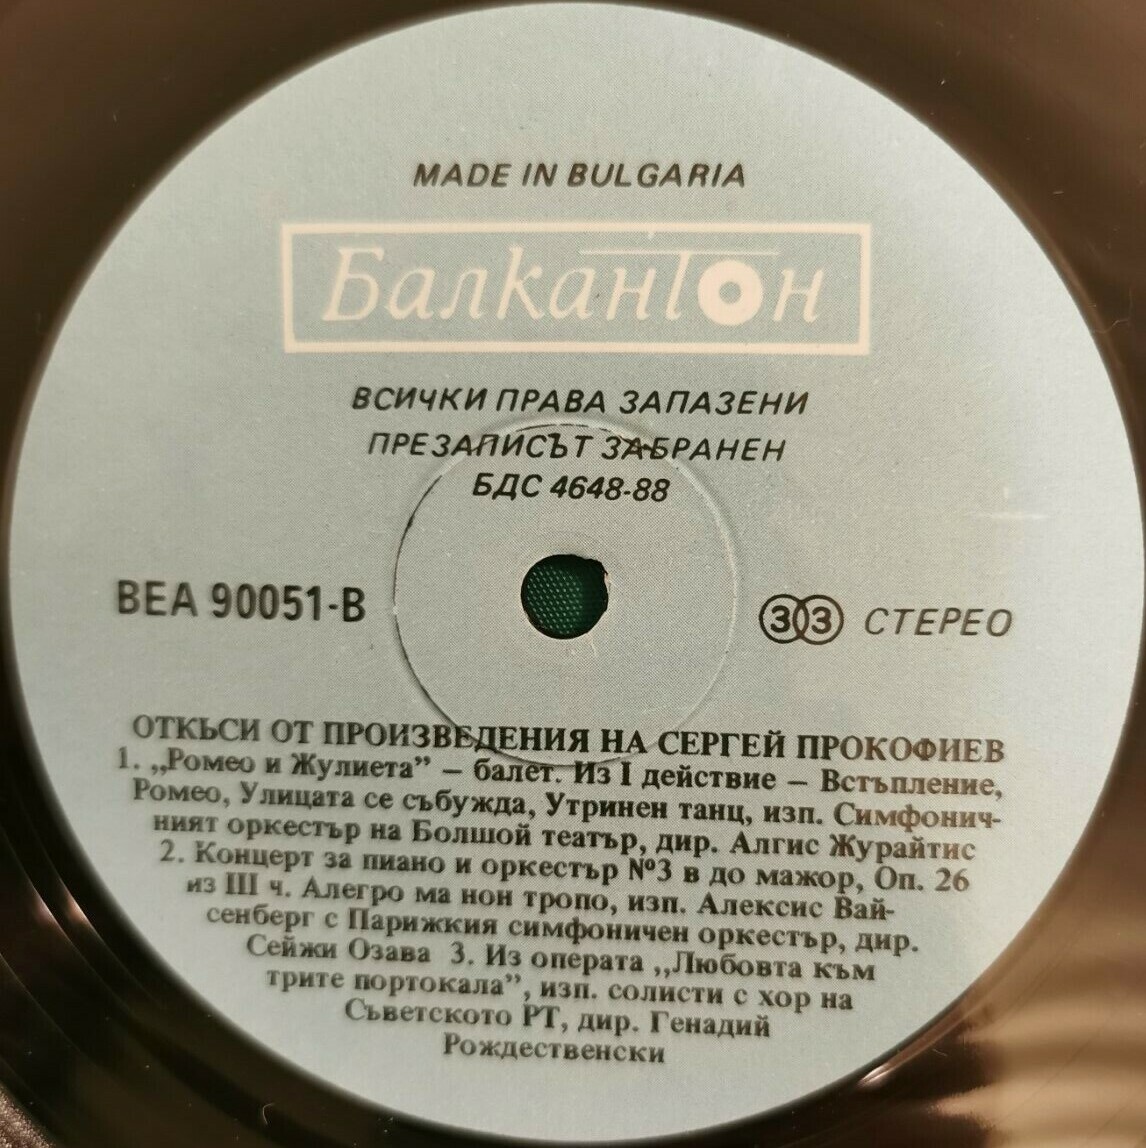 MADE IN BULGARIA
Балкантон
ВСИЧКИ ПРАВА ЗАПАЗЕНИ
ПРЕЗАПИСЪТ ЗАБРАНЕН
БДС 4648-88
ВЕА 90051-В
33 СТЕРЕО
ОТКЪСИ ОТ ПРОИЗВЕДЕНИЯ НА СЕРГЕЙ ПРОКОФИЕВ
1. „Ромео и Жулиета” – балет. Из I действие – Встъпление,
Ромео, Улицата се събужда, Утринен танц, изп. Симфонич-
ният оркестър на Болшой театър, дир. Алгис Журайтис
2. Концерт за пиано и оркестър №3 в до мажор, Оп. 26
из III ч. Алегро ма нон тропо, изп. Алексис Вай-
сенберг с Парижкия симфоничен оркестър, дир.
Сейжи Озава 3. Из операта „Любовта към
трите портокала”, изп. солисти с хор на
Съветското РТ, дир. Генадий
Рождественски